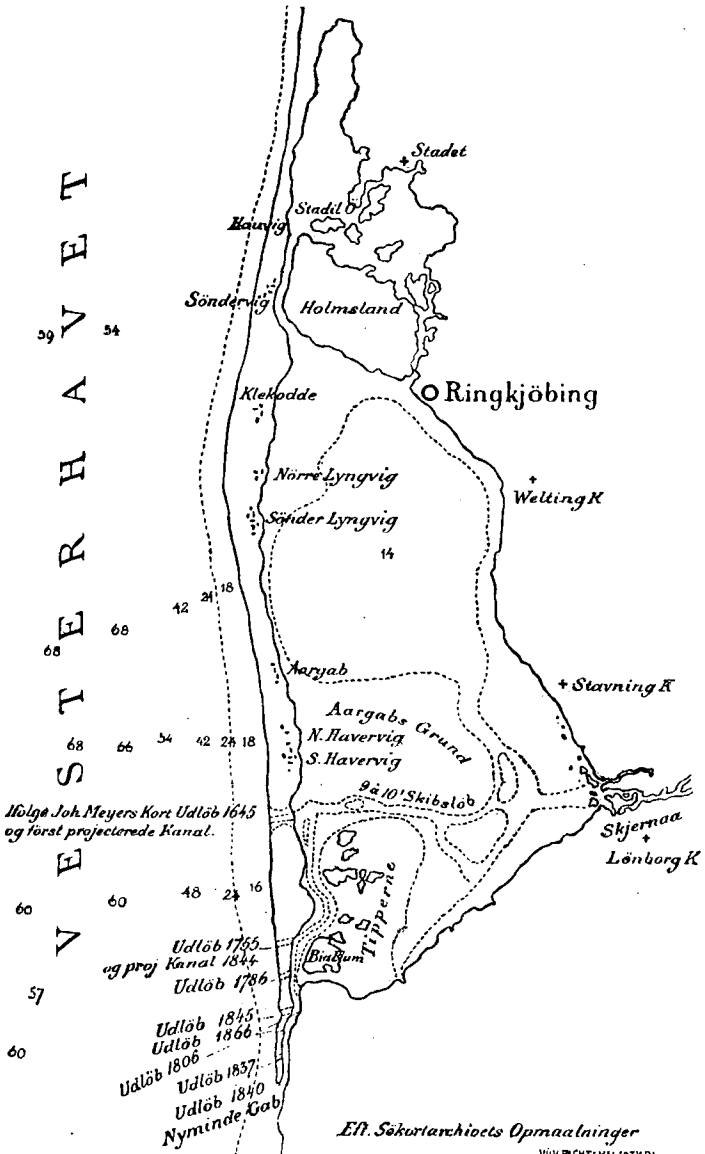 Stadet
Stadil Ö
Hauvig
Söndervig
Holmsland
VESTERHAVET
59
54
Ringkjöbing
Klekodde
Nörre Lyngvig
Welting K
Sönder Lyngvig
14
18
24
42
68
68
Aargab
Stavning K
Aargabs Grund
N. Havervig
68 66 54 42 24 18
S. Havervig
9 à 10' Skibslöb
Ifölge Joh. Meyers Kort Udlöb 1645
og först projecterede Kanal.
Skjernaa
Lönborg K
60 60 48 24 16
Tipperne
Udlöb 1755
og proj Kanal 1844
Udlöb 1786
57
Udlöb 1845
Udlöb 1866
60
Udlöb 1806
Udlöb 1837
Udlöb 1840
Nyminde Gab
Eft. Sökortarchivets Opmaalninger